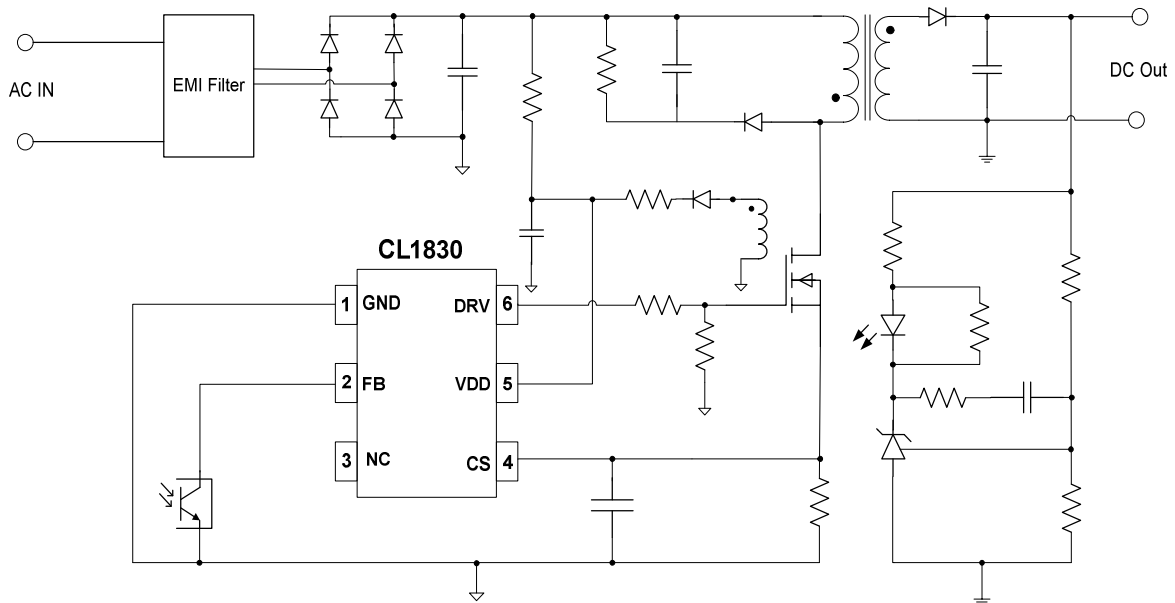 AC IN
EMI Filter
DC Out
CL1830
1 GND
DRV 6
2 FB
VDD 5
3 NC
CS 4